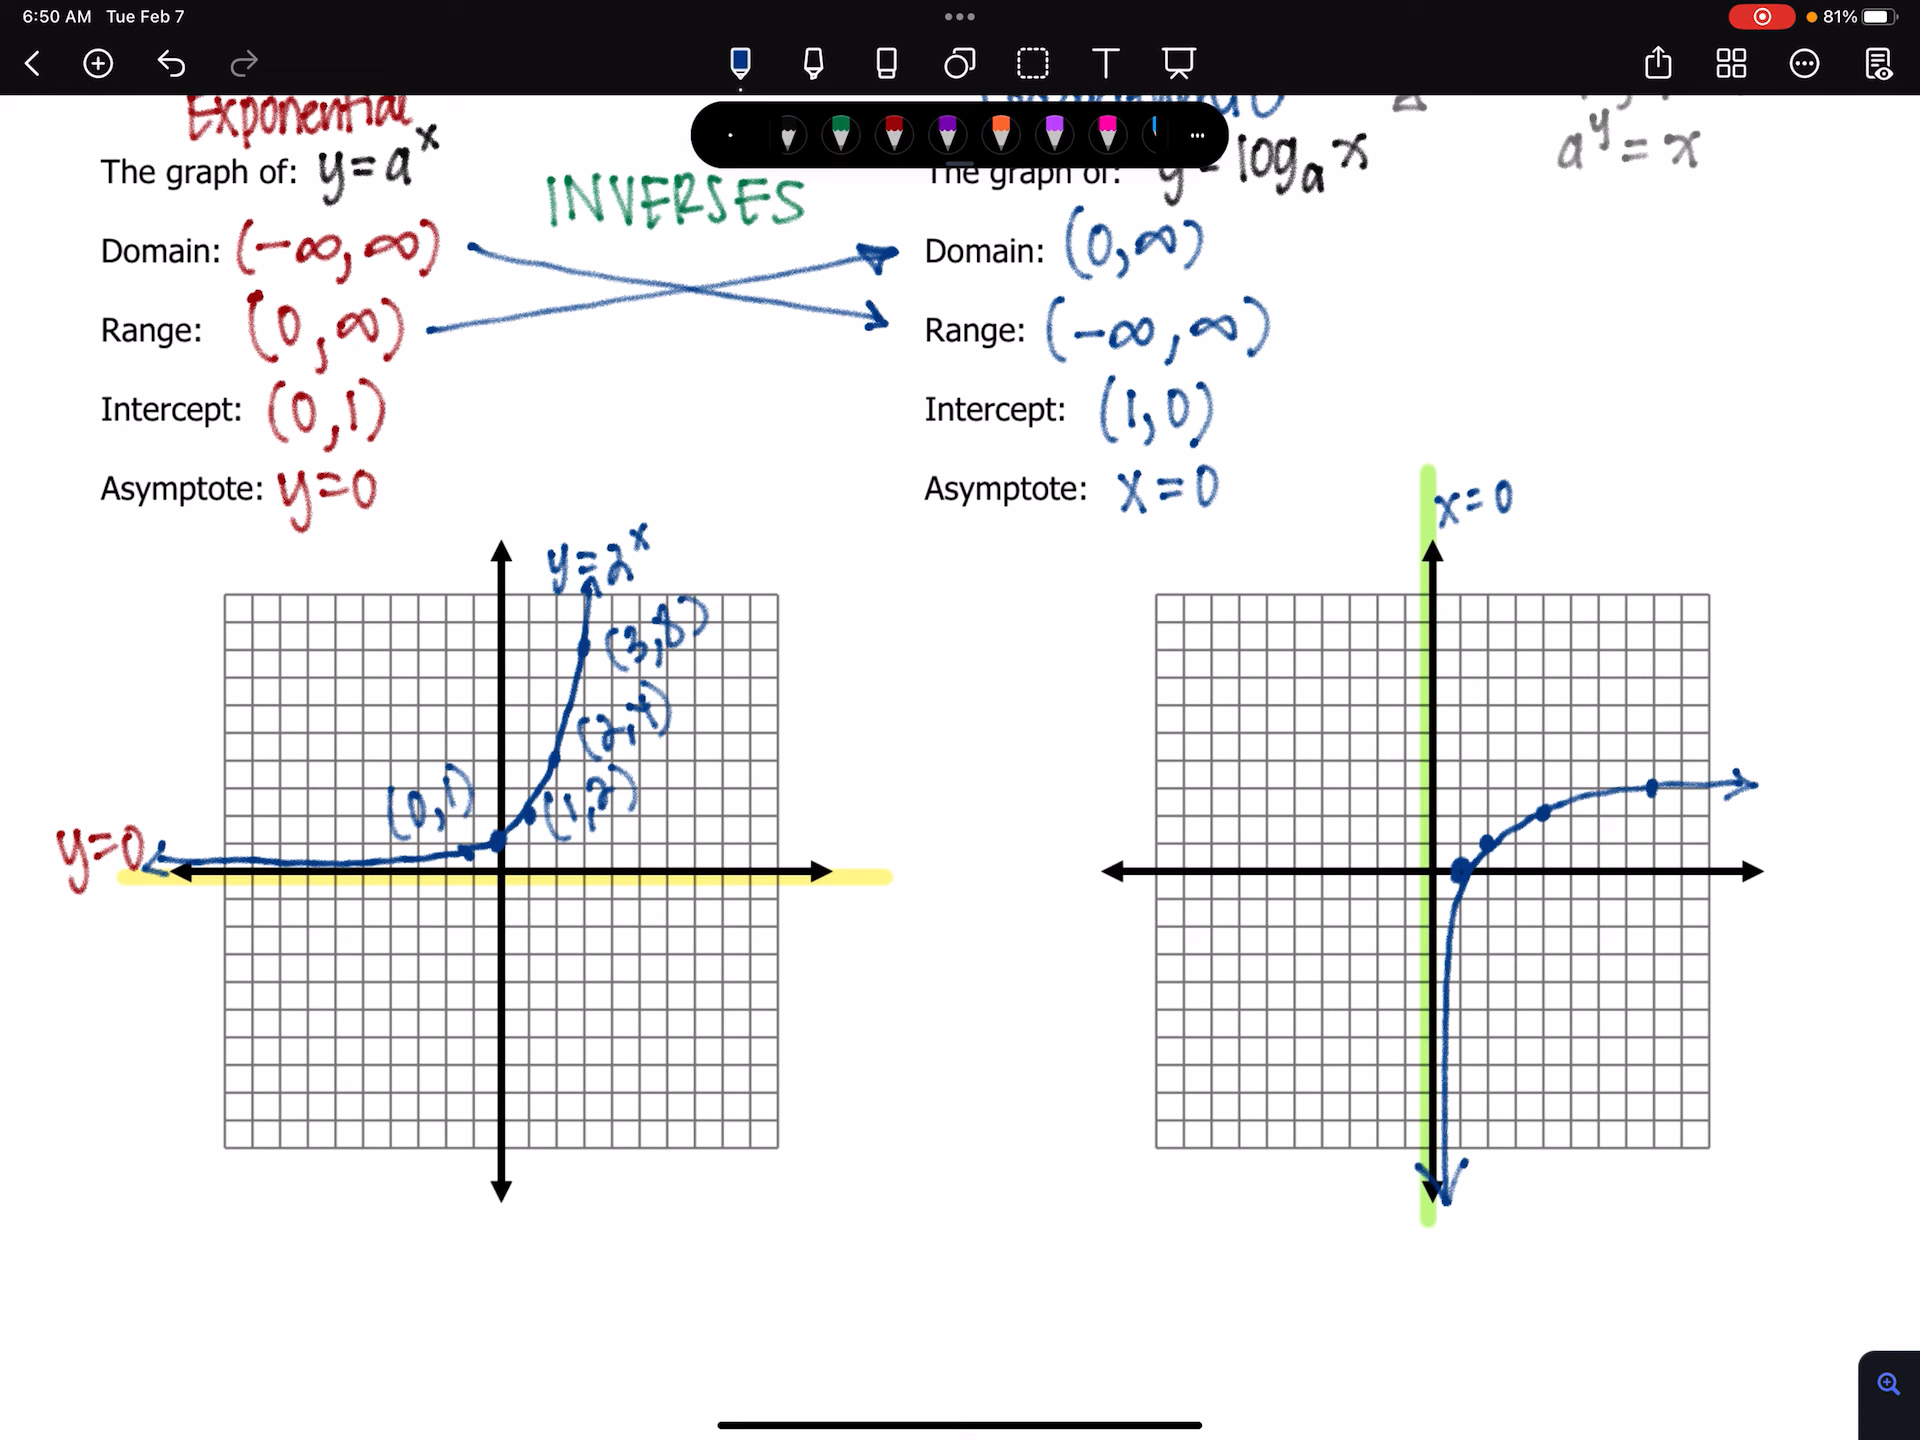 6:50 AM Tue Feb 7
81%
Exponential
The graph of: y=a^x
INVERSES
The graph of: y=log_a x
a^y = x
Domain: (-∞,∞)
Domain: (0,∞)
Range: (0,∞)
Range: (-∞,∞)
Intercept: (0,1)
Intercept: (1,0)
Asymptote: y=0
Asymptote: x=0
x=0
y=2^x
(3,8)
(2,4)
(0,1)
(1,2)
y=0